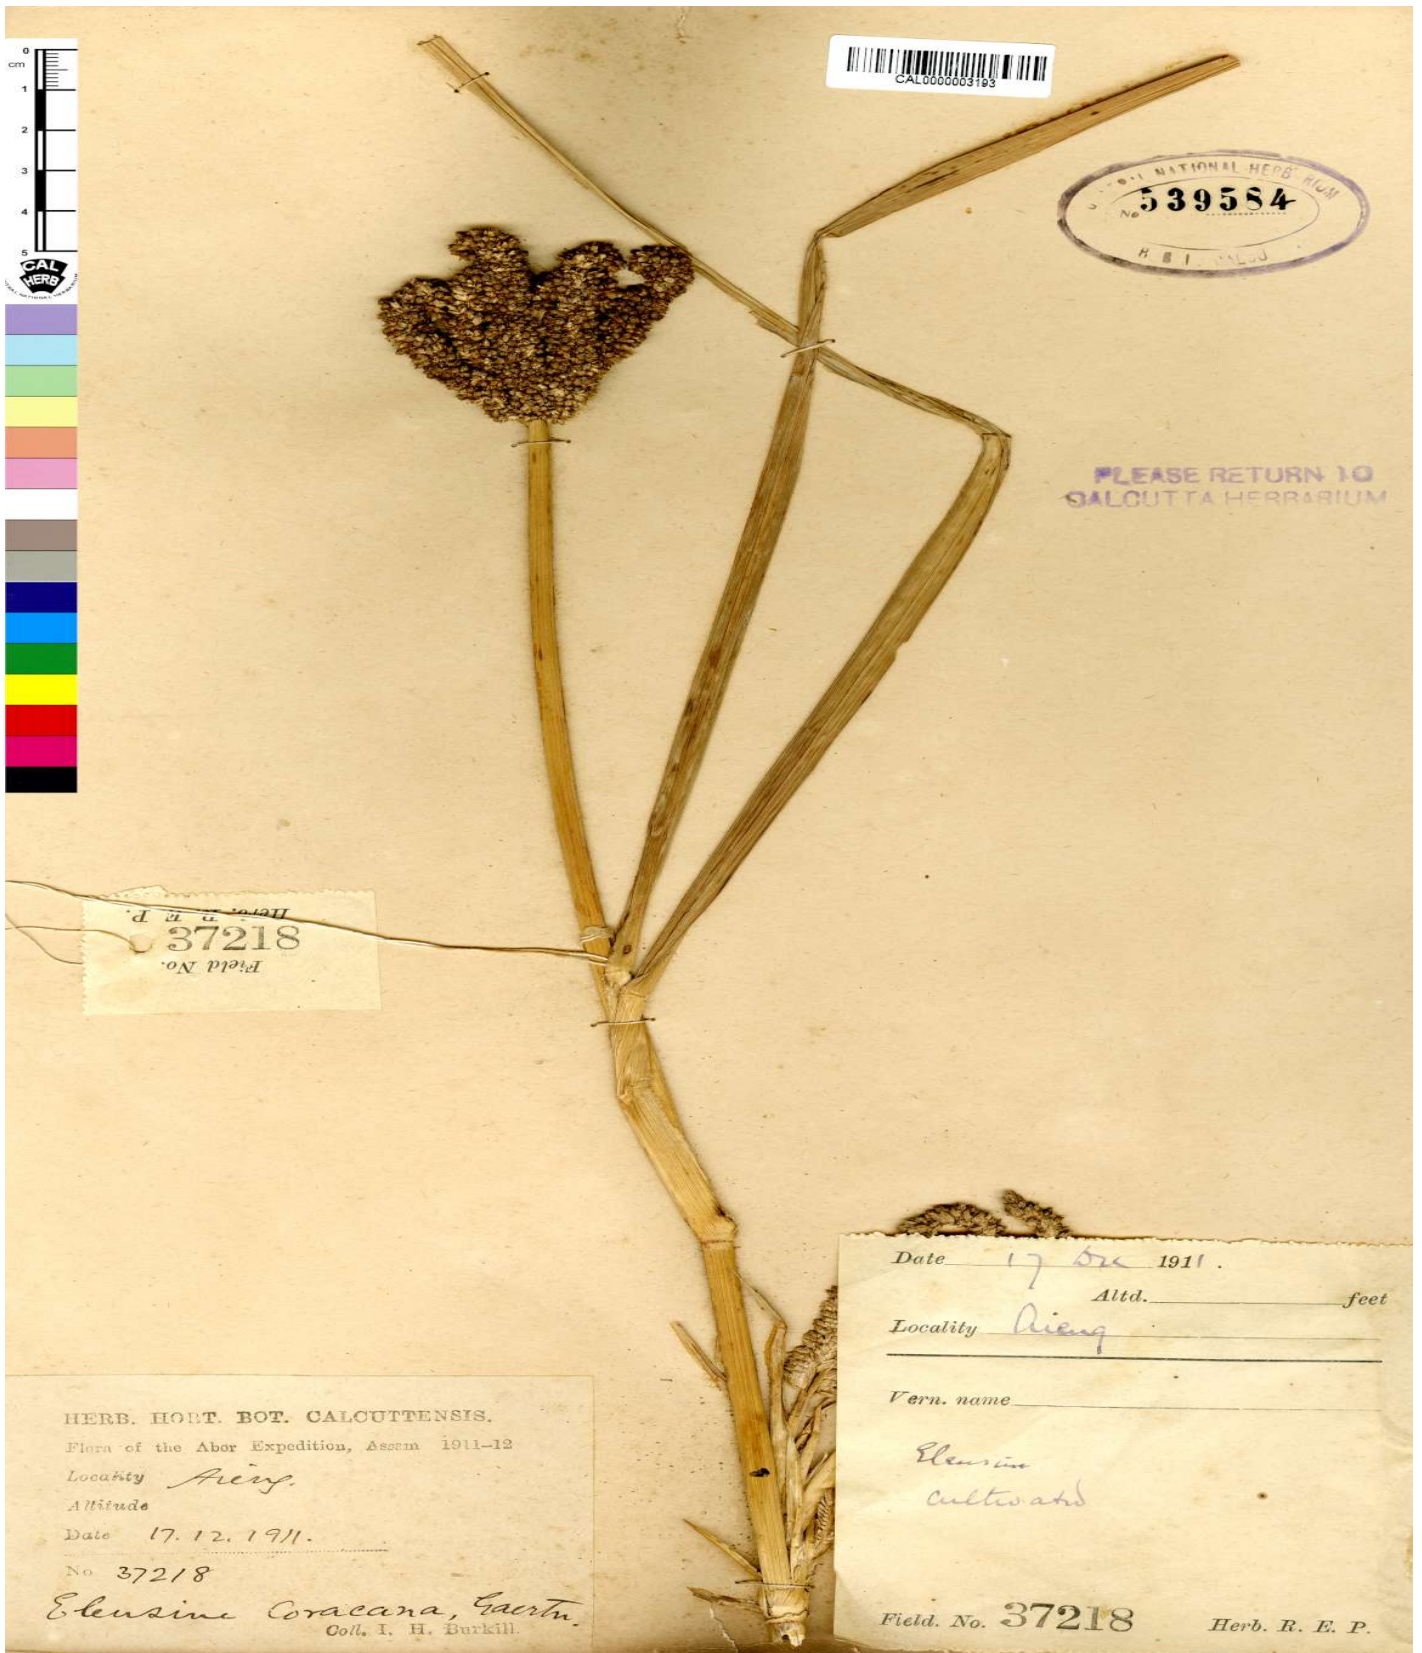 CAL0000003193
NATIONAL HERB RIUM
No 539584
0
cm
1
2
3
4
5
CAL
HERB
PLEASE RETURN TO
CALCUTTA HERBARIUM
Herb. R. E. P.
37218
Field No.
Date 17 Dec 1911.
Altd. feet
Locality Aieng
Vern. name
Eleusine
cultivated
Field. No. 37218 Herb. R. E. P.
HERB. HORT. BOT. CALCUTTENSIS.
Flora of the Abor Expedition, Assam 1911-12
Locality Aieng.
Altitude
Date 17.12.1911.
No 37218
Eleusine Coracana, Gaertn.
Coll. I. H. Burkill.